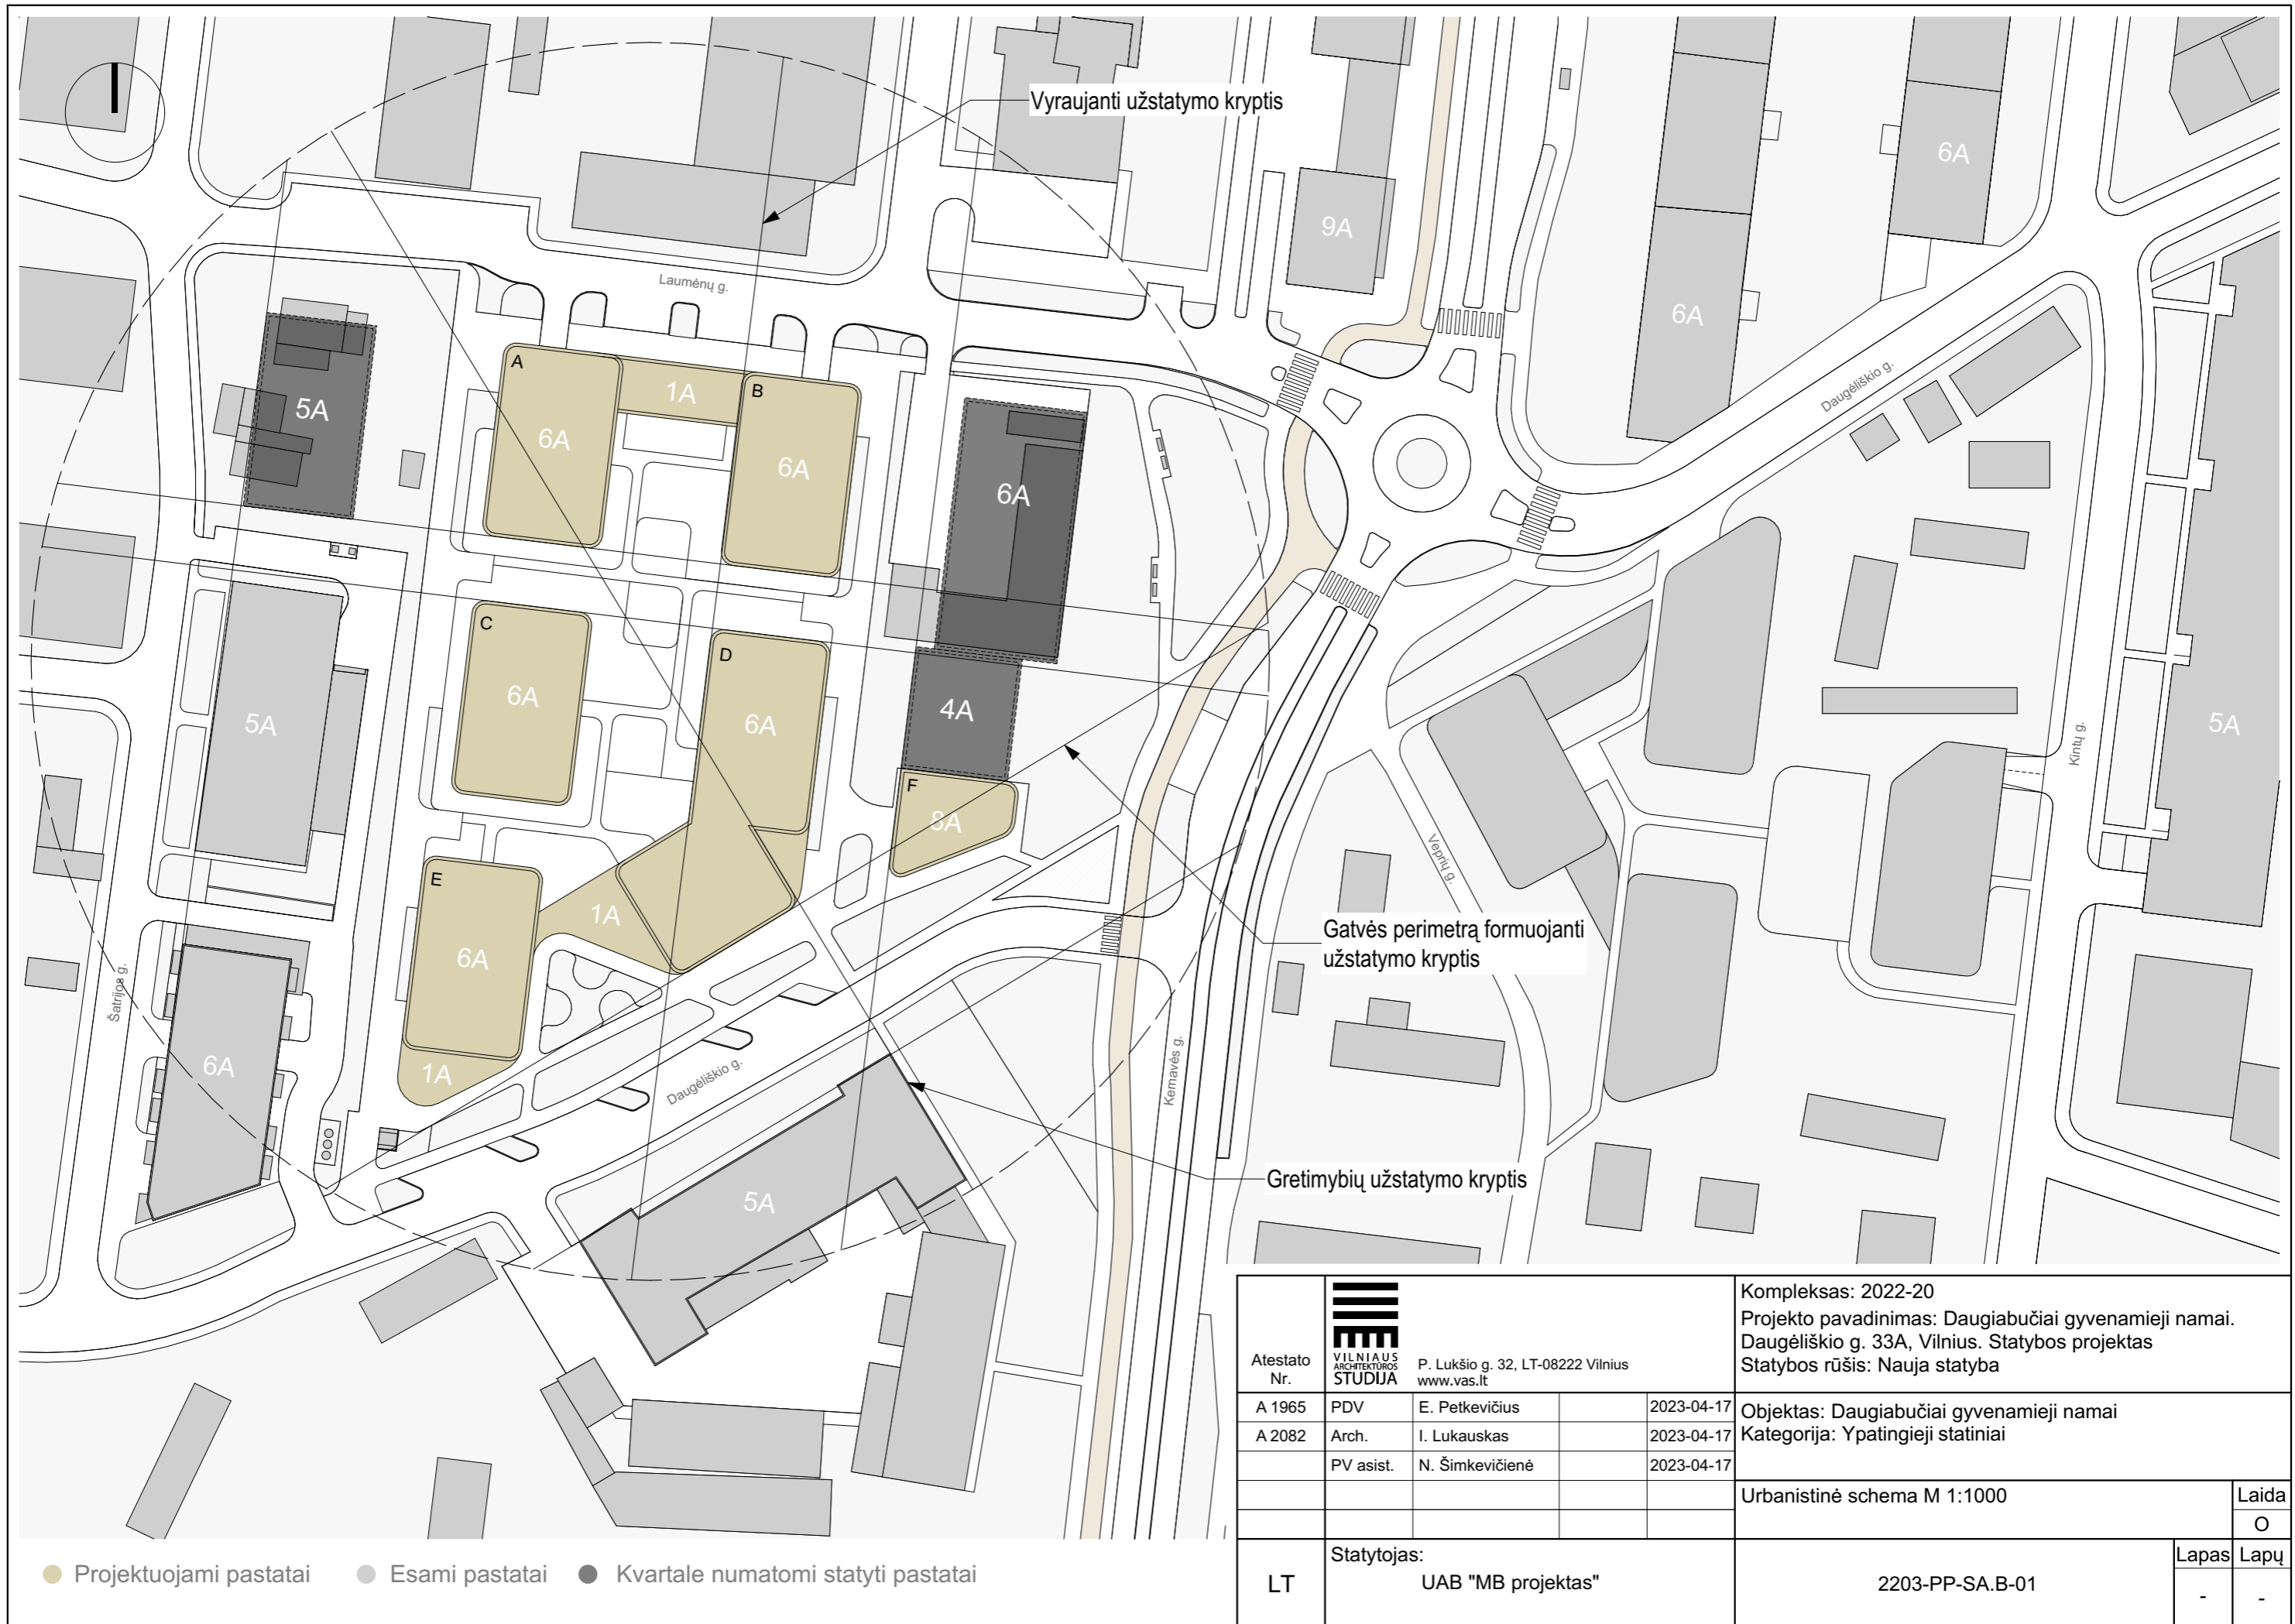 Vyraujanti užstatymo kryptis
6A
9A
6A
Laumėnų g.
Daugėliškio g.
A
1A
B
5A
6A
6A
6A
C
D
6A
6A
4A
5A
5A
Kintų g.
F
8A
Veprių g.
E
1A
6A
Gatvės perimetrą formuojanti
užstatymo kryptis
Šatrijos g.
6A
1A
Daugėliškio g.
Kernavės g.
Gretimybių užstatymo kryptis
5A
Atestato
Nr.
VILNIAUS
ARCHITEKTŪROS
STUDIJA
P. Lukšio g. 32, LT-08222 Vilnius
www.vas.lt
Kompleksas: 2022-20
Projekto pavadinimas: Daugiabučiai gyvenamieji namai.
Daugėliškio g. 33A, Vilnius. Statybos projektas
Statybos rūšis: Nauja statyba
A 1965 PDV E. Petkevičius 2023-04-17
A 2082 Arch. I. Lukauskas 2023-04-17
PV asist. N. Šimkevičienė 2023-04-17
Objektas: Daugiabučiai gyvenamieji namai
Kategorija: Ypatingieji statiniai
Urbanistinė schema M 1:1000
Laida
O
LT
Statytojas:
UAB "MB projektas"
2203-PP-SA.B-01
Lapas Lapų
- -
Projektuojami pastatai Esami pastatai Kvartale numatomi statyti pastatai